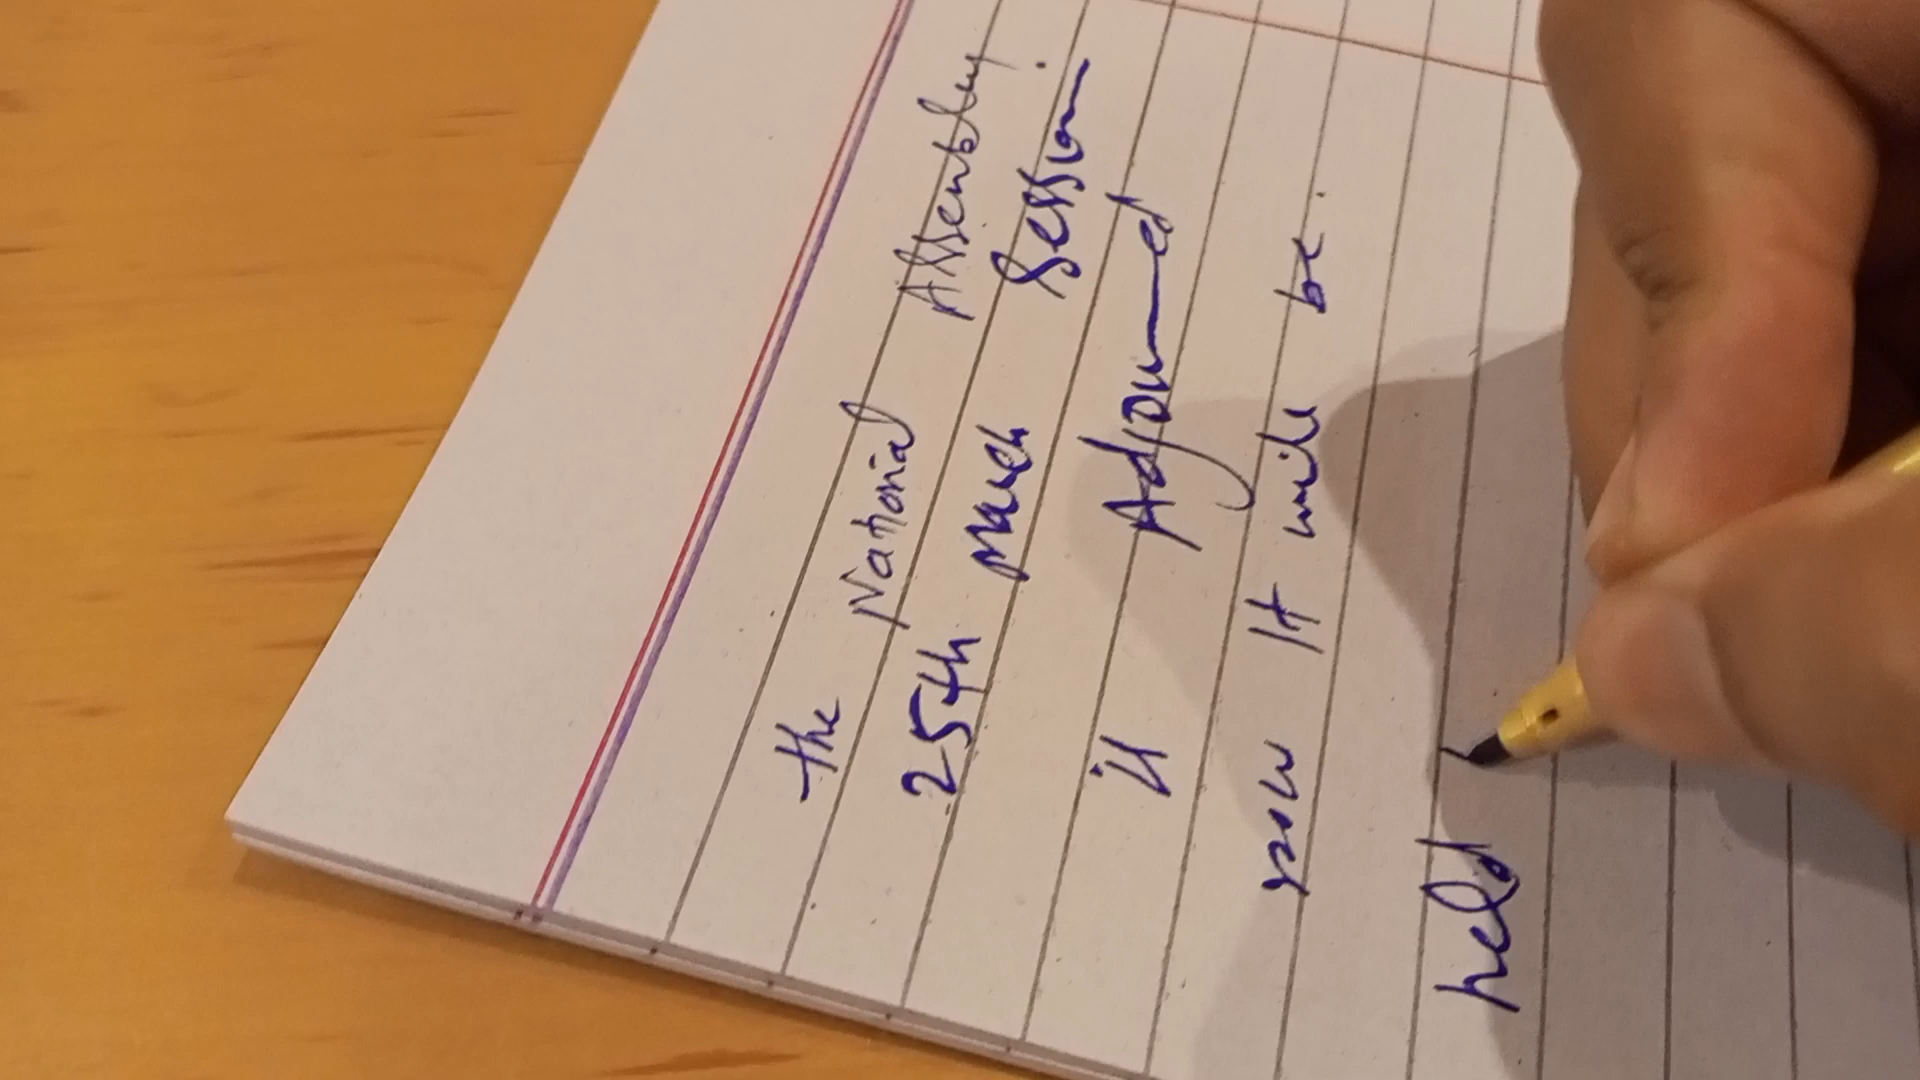 the National Assembly
25th March Session
is Adjourned
now It will be.
held